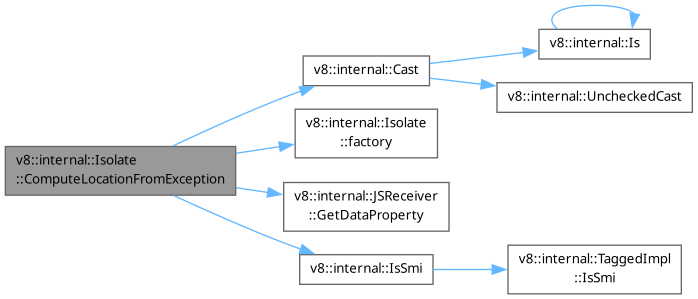 v8::internal::Isolate
::ComputeLocationFromException
v8::internal::Cast
v8::internal::Is
v8::internal::UncheckedCast
v8::internal::Isolate
::factory
v8::internal::JSReceiver
::GetDataProperty
v8::internal::IsSmi
v8::internal::TaggedImpl
::IsSmi